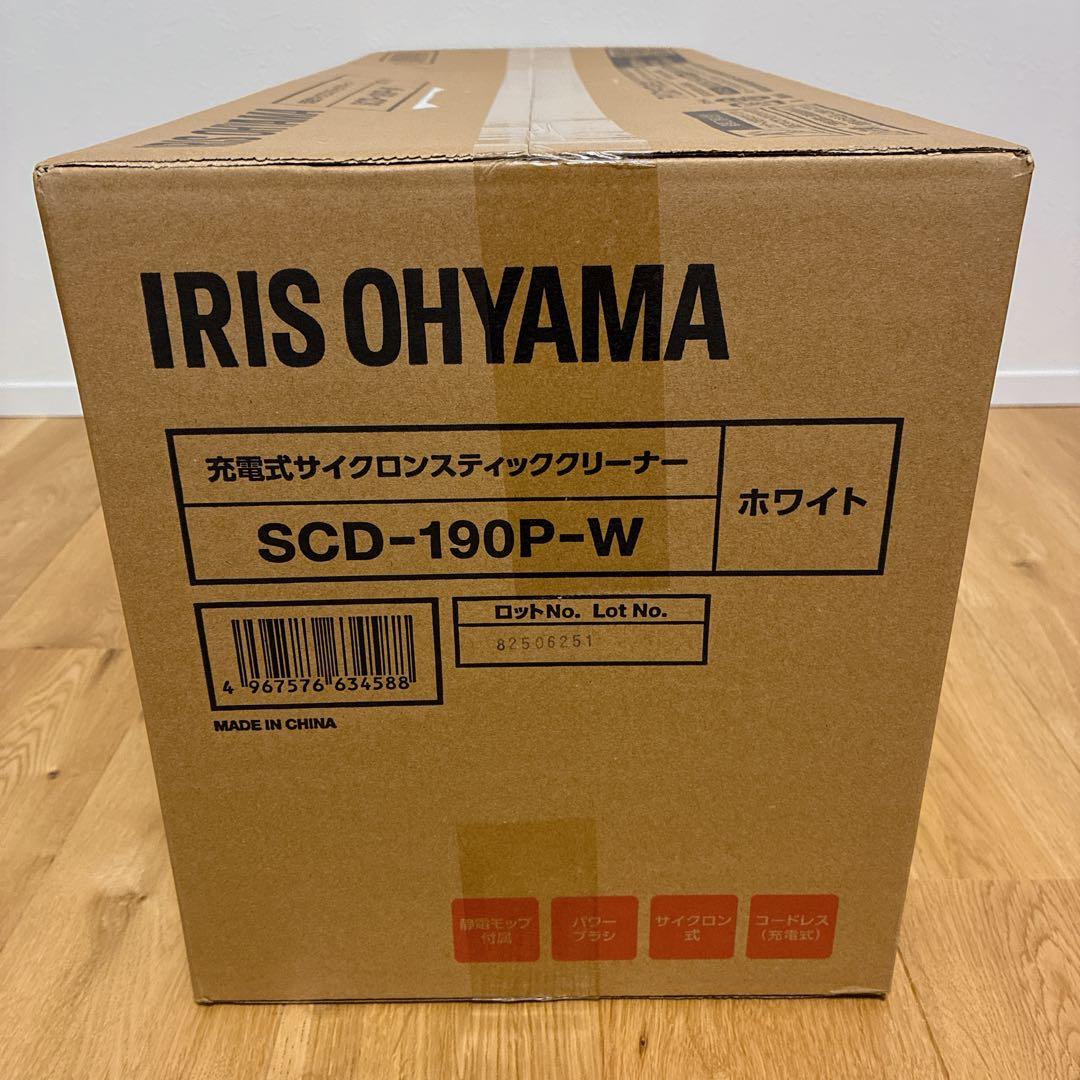 IRIS OHYAMA
IRIS OHYAMA
充電式サイクロンスティッククリーナー
SCD-190P-W
ホワイト
ロットNo. Lot No.
82506251
4 967576 634588
MADE IN CHINA
静電モップ
付属
パワー
ブラシ
サイクロン
式
コードレス
(充電式)